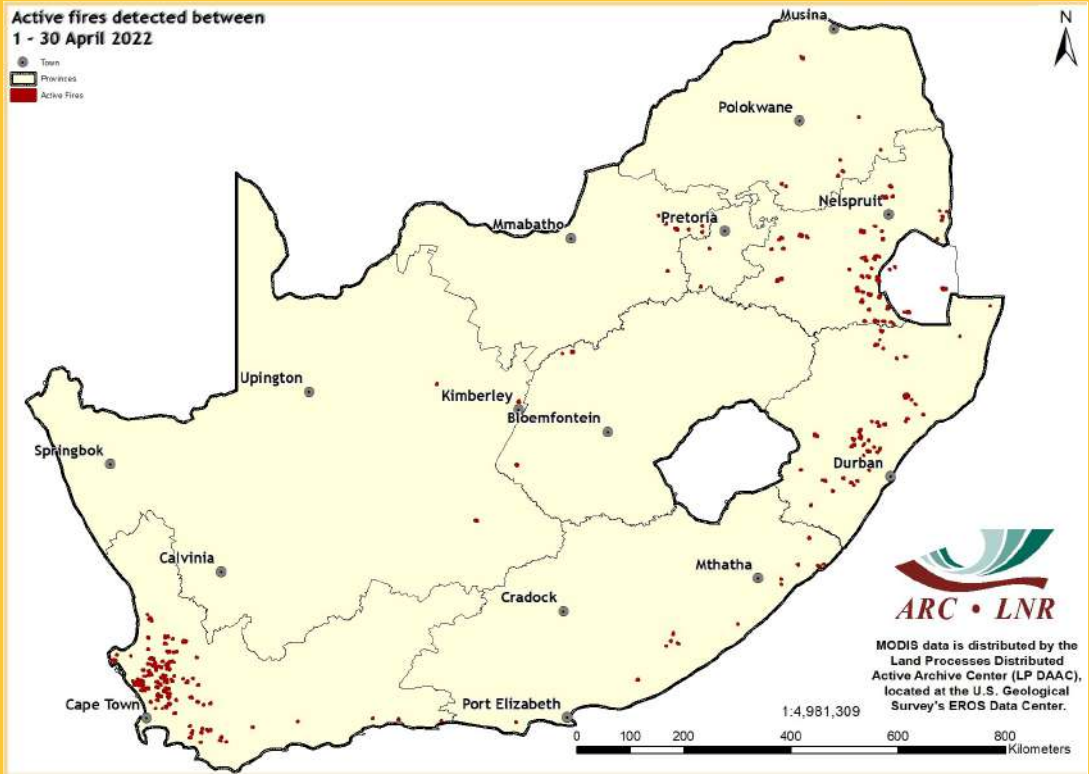 Active fires detected between
1 - 30 April 2022
Town
Provinces
Active Fires
N
Musina
Polokwane
Nelspruit
Pretoria
Mmabatho
Upington
Kimberley
Bloemfontein
Springbok
Durban
Calvinia
Mthatha
Cradock
Cape Town
Port Elizabeth
ARC • LNR
MODIS data is distributed by the
Land Processes Distributed
Active Archive Center (LP DAAC),
located at the U.S. Geological
Survey's EROS Data Center.
1:4,981,309
0 100 200 400 600 800
Kilometers